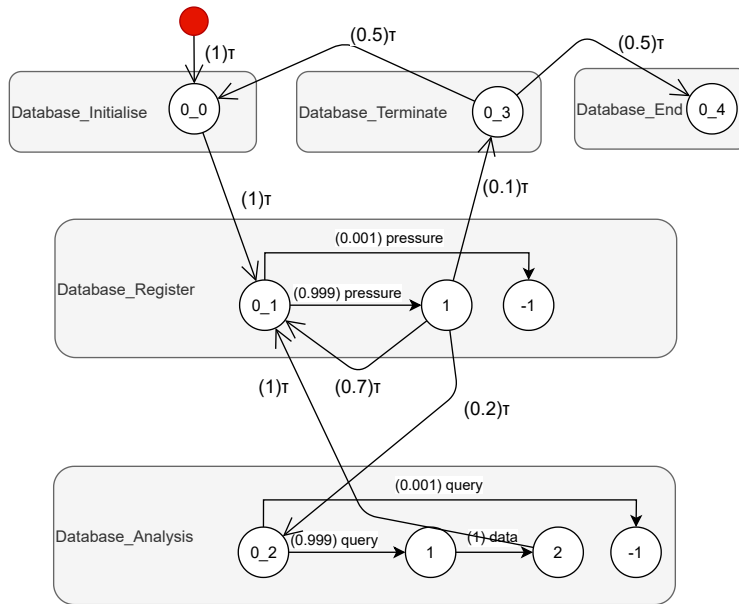 (1)τ
(0.5)τ
(0.5)τ
Database_Initialise
0_0
Database_Terminate
0_3
Database_End
0_4
(1)τ
(0.1)τ
(0.001) pressure
Database_Register
0_1
(0.999) pressure
1
-1
(1)τ
(0.7)τ
(0.2)τ
(0.001) query
Database_Analysis
0_2
(0.999) query
1
(1) data
2
-1